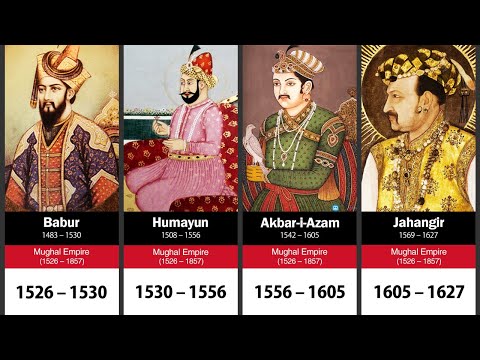 Babur
1483 – 1530
Mughal Empire
(1526 – 1857)
1526 – 1530
Humayun
1508 – 1556
Mughal Empire
(1526 – 1857)
1530 – 1556
Akbar-i-Azam
1542 – 1605
Mughal Empire
(1526 – 1857)
1556 – 1605
Jahangir
1569 – 1627
Mughal Empire
(1526 – 1857)
1605 – 1627